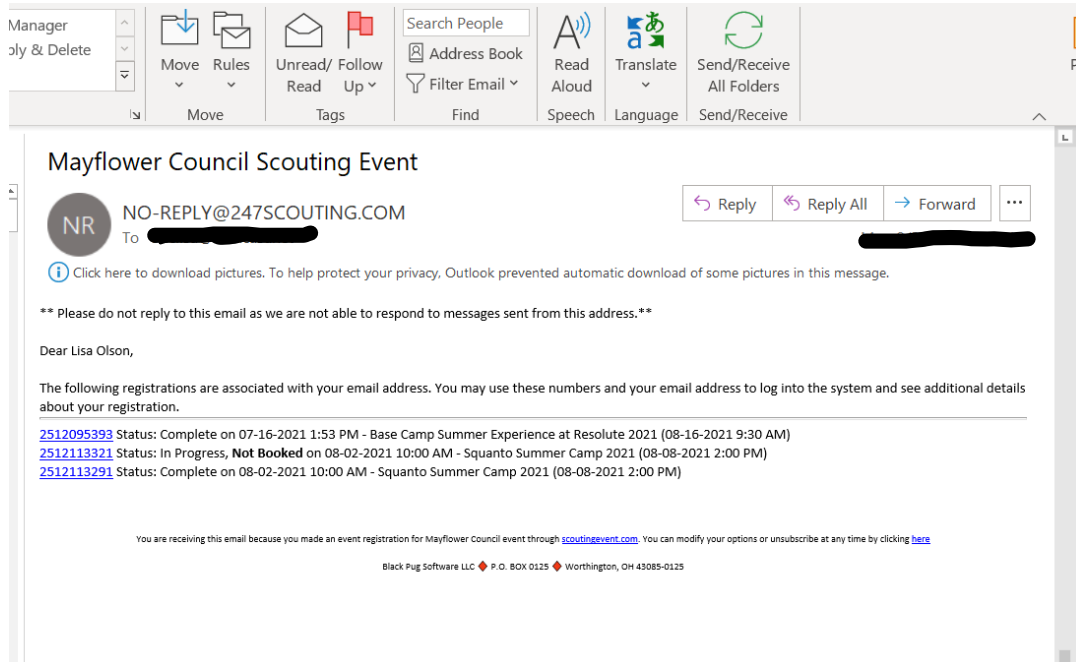 Manager
ply & Delete
Move
Rules
Move
Unread/ Read
Follow Up
Tags
Search People
Address Book
Filter Email
Find
Read Aloud
Speech
a あ
Translate
Language
Send/Receive All Folders
Send/Receive
Mayflower Council Scouting Event
NR
NO-REPLY@247SCOUTING.COM
To
Reply
Reply All
Forward
Click here to download pictures. To help protect your privacy, Outlook prevented automatic download of some pictures in this message.
** Please do not reply to this email as we are not able to respond to messages sent from this address.**
Dear Lisa Olson,
The following registrations are associated with your email address. You may use these numbers and your email address to log into the system and see additional details
about your registration.
2512095393 Status: Complete on 07-16-2021 1:53 PM - Base Camp Summer Experience at Resolute 2021 (08-16-2021 9:30 AM)
2512113321 Status: In Progress, Not Booked on 08-02-2021 10:00 AM - Squanto Summer Camp 2021 (08-08-2021 2:00 PM)
2512113291 Status: Complete on 08-02-2021 10:00 AM - Squanto Summer Camp 2021 (08-08-2021 2:00 PM)
You are receiving this email because you made an event registration for Mayflower Council event through scoutingevent.com. You can modify your options or unsubscribe at any time by clicking here
Black Pug Software LLC ♦ P.O. BOX 0125 ♦ Worthington, OH 43085-0125